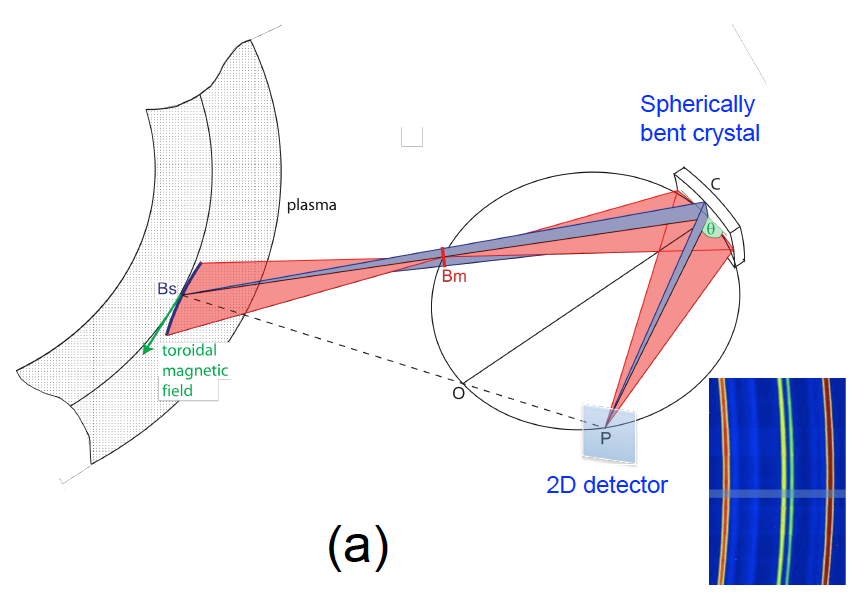 Spherically
bent crystal
C
θ
plasma
Bs
Bm
toroidal
magnetic
field
O
P
2D detector
(a)